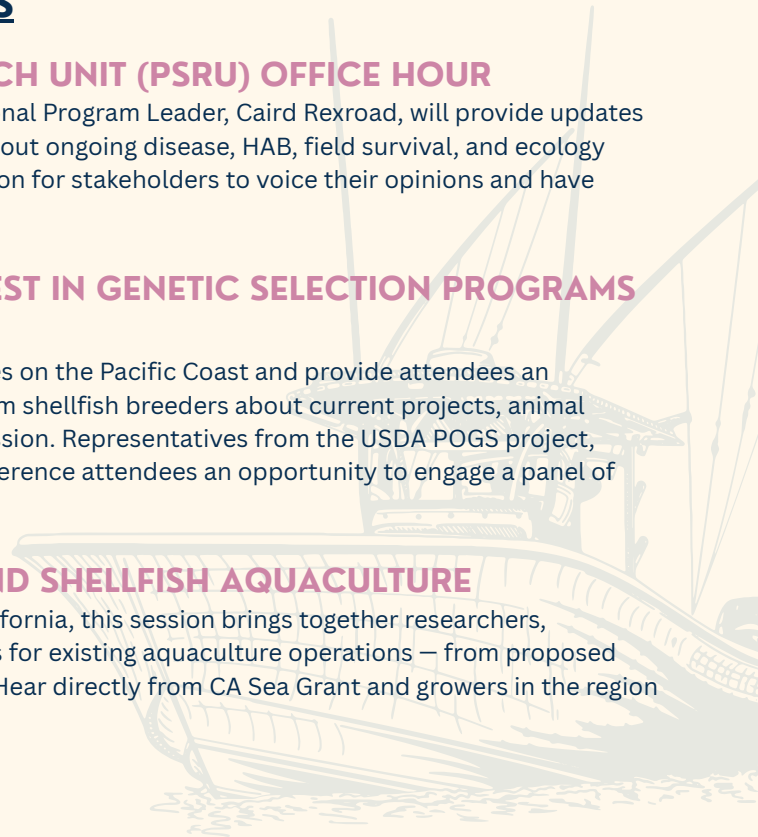 CH UNIT (PSRU) OFFICE HOUR
nal Program Leader, Caird Rexroad, will provide updates
out ongoing disease, HAB, field survival, and ecology
on for stakeholders to voice their opinions and have
EST IN GENETIC SELECTION PROGRAMS
es on the Pacific Coast and provide attendees an
m shellfish breeders about current projects, animal
ssion. Representatives from the USDA POGS project,
erence attendees an opportunity to engage a panel of
ND SHELLFISH AQUACULTURE
fornia, this session brings together researchers,
s for existing aquaculture operations — from proposed
Hear directly from CA Sea Grant and growers in the region